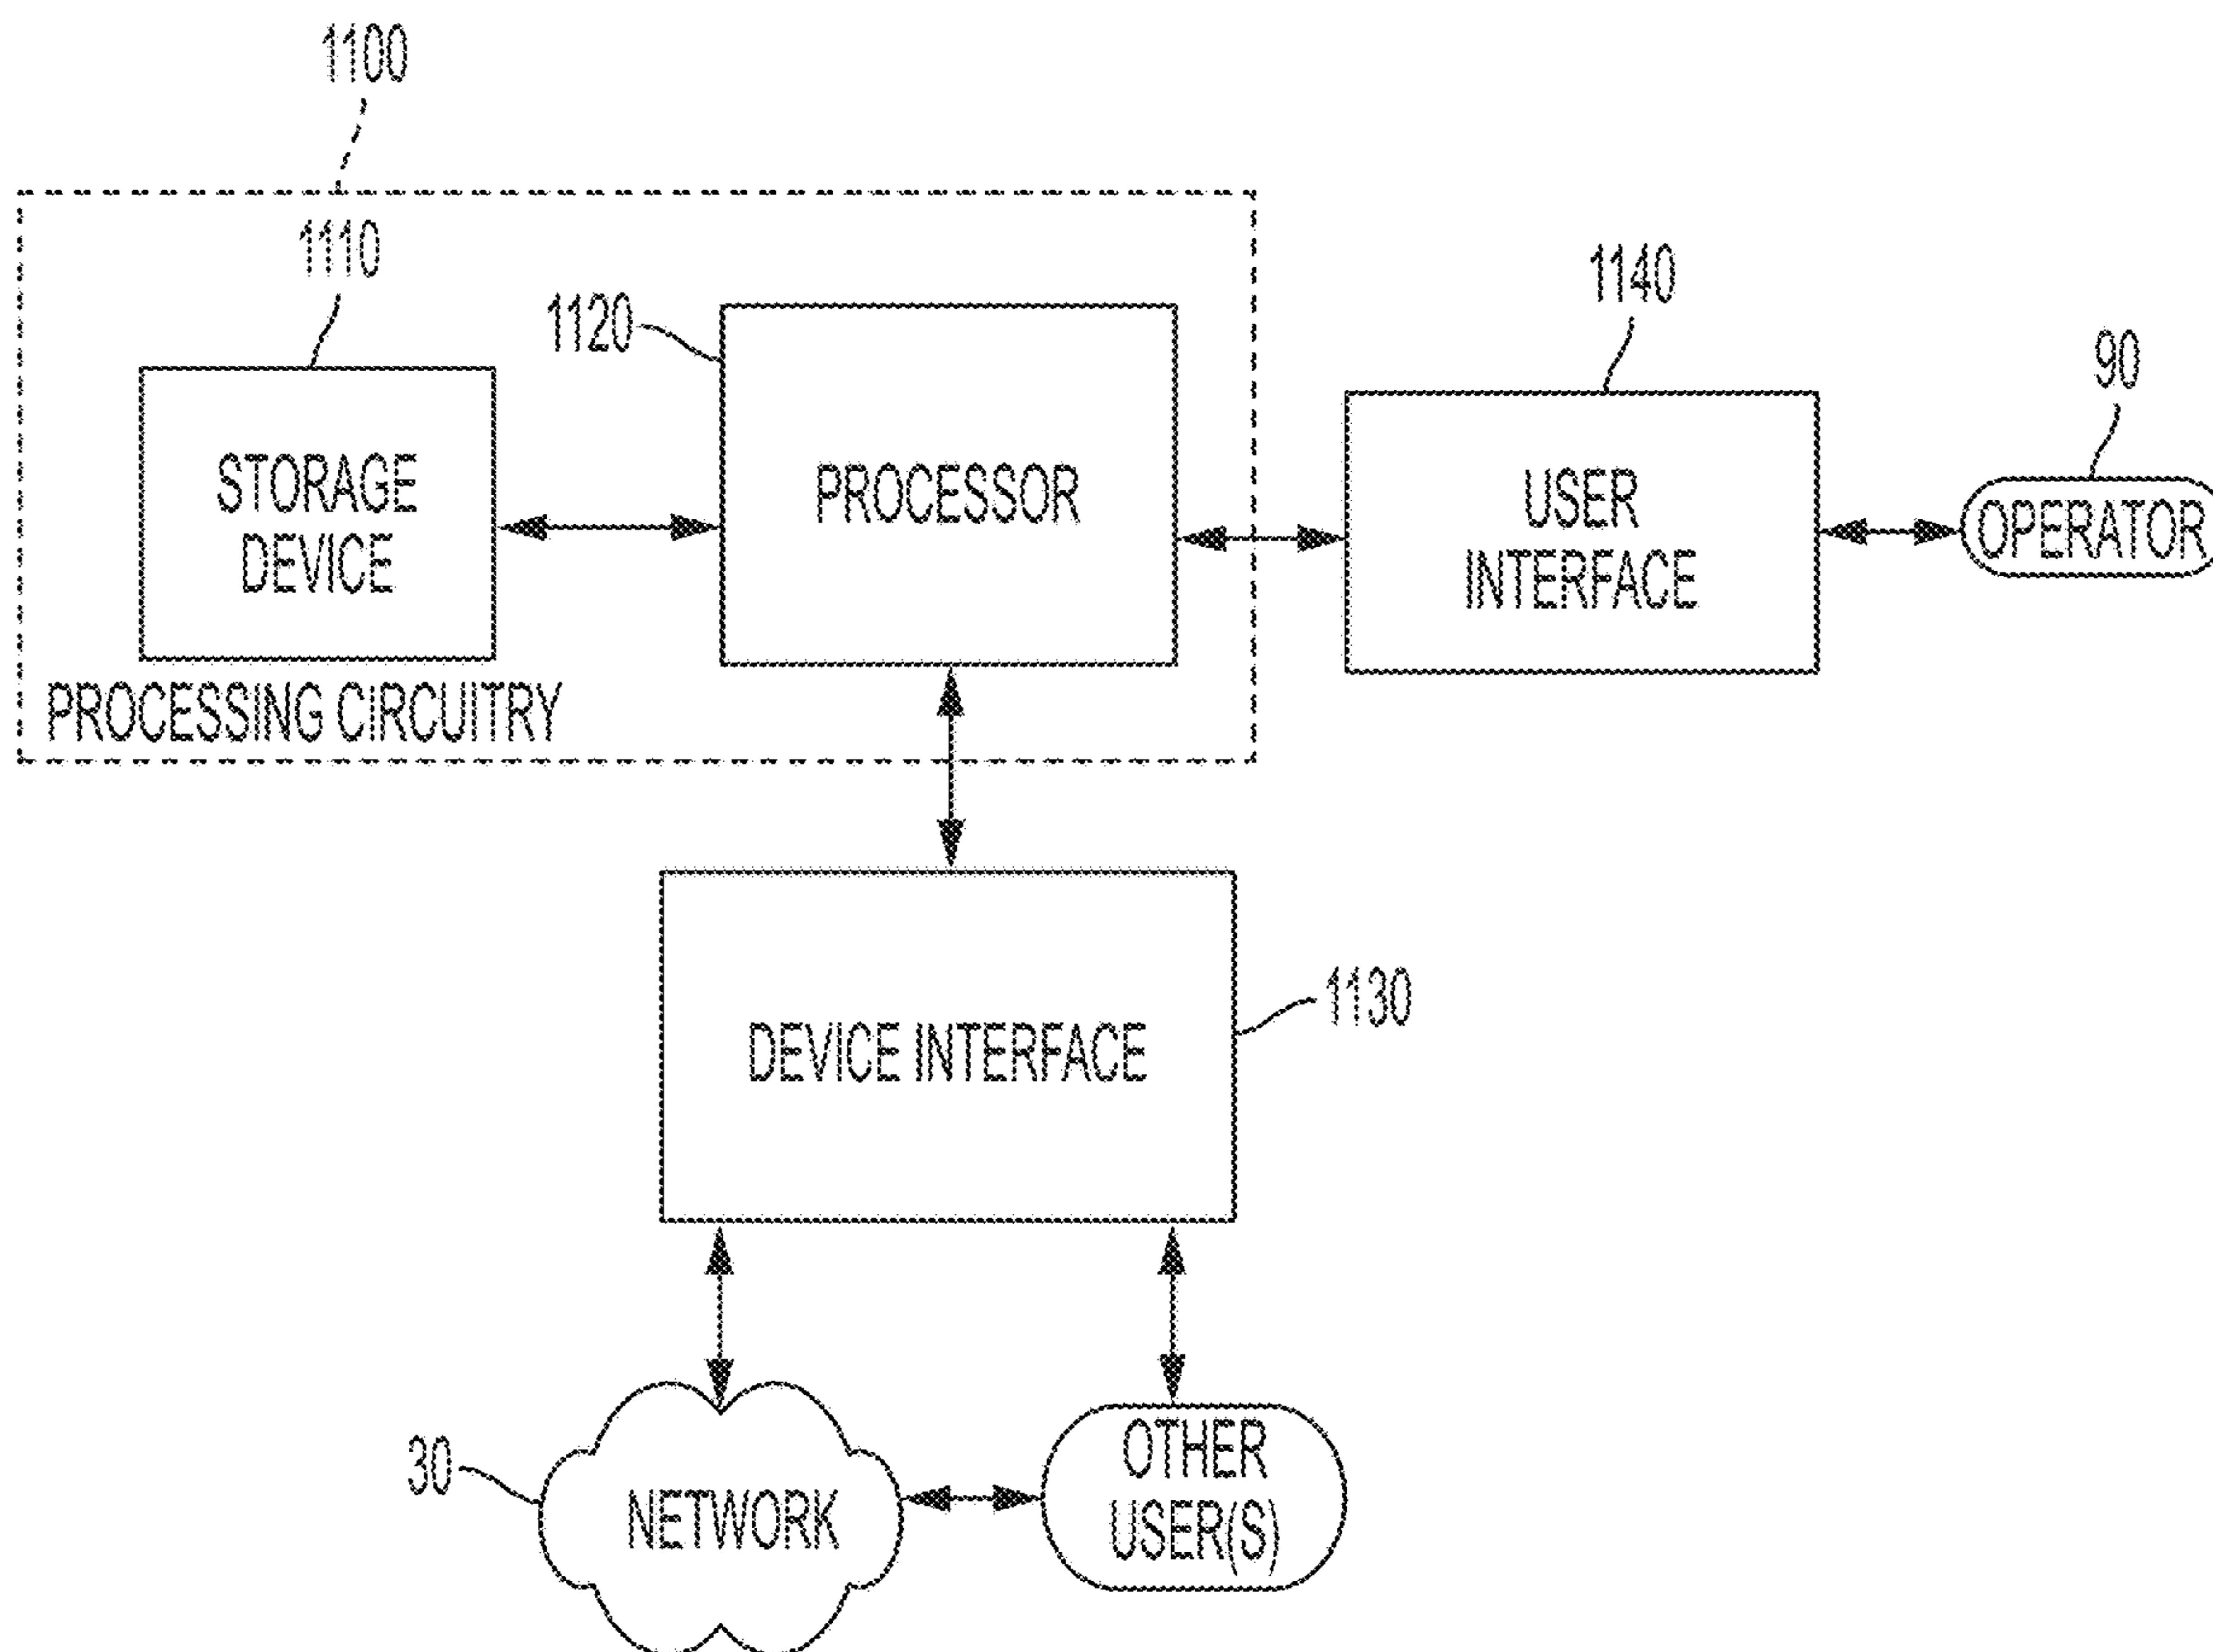 1100
1110
1120
1140
90
STORAGE
DEVICE
PROCESSOR
USER
INTERFACE
OPERATOR
PROCESSING CIRCUITRY
DEVICE INTERFACE
1130
30
NETWORK
OTHER
USER(S)